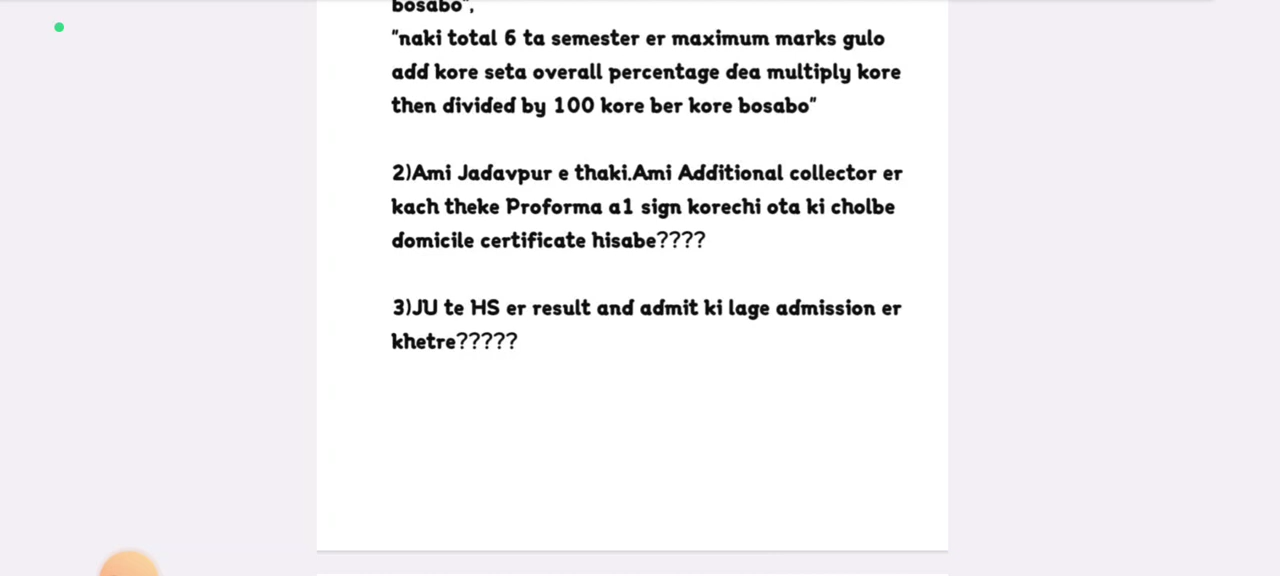 bosabo",
"naki total 6 ta semester er maximum marks gulo
add kore seta overall percentage dea multiply kore
then divided by 100 kore ber kore bosabo"
2)Ami Jadavpur e thaki.Ami Additional collector er
kach theke Proforma a1 sign korechi ota ki cholbe
domicile certificate hisabe????
3)JU te HS er result and admit ki lage admission er
khetre?????